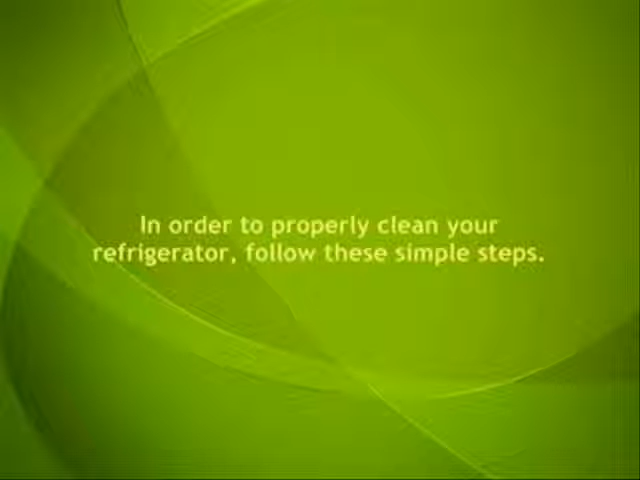 In order to properly clean your
refrigerator, follow these simple steps.